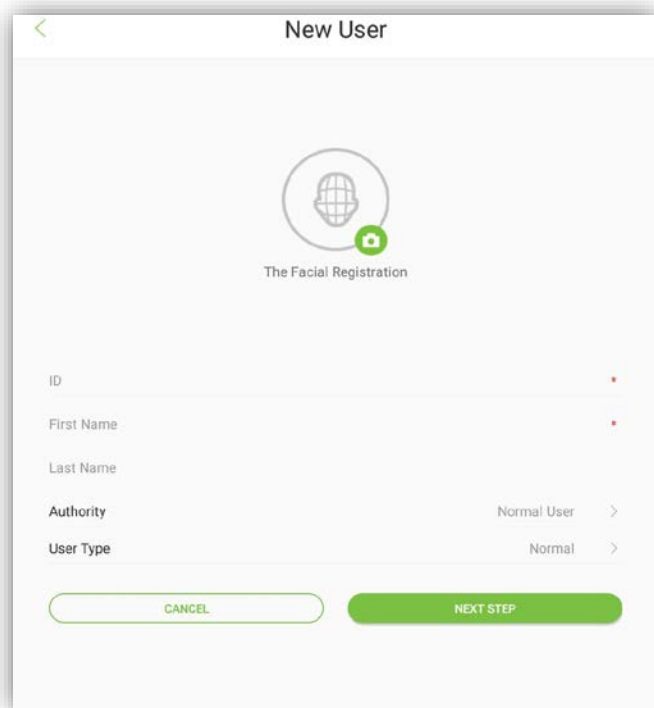 New User
The Facial Registration
ID *
First Name *
Last Name
Authority Normal User >
User Type Normal >
CANCEL NEXT STEP